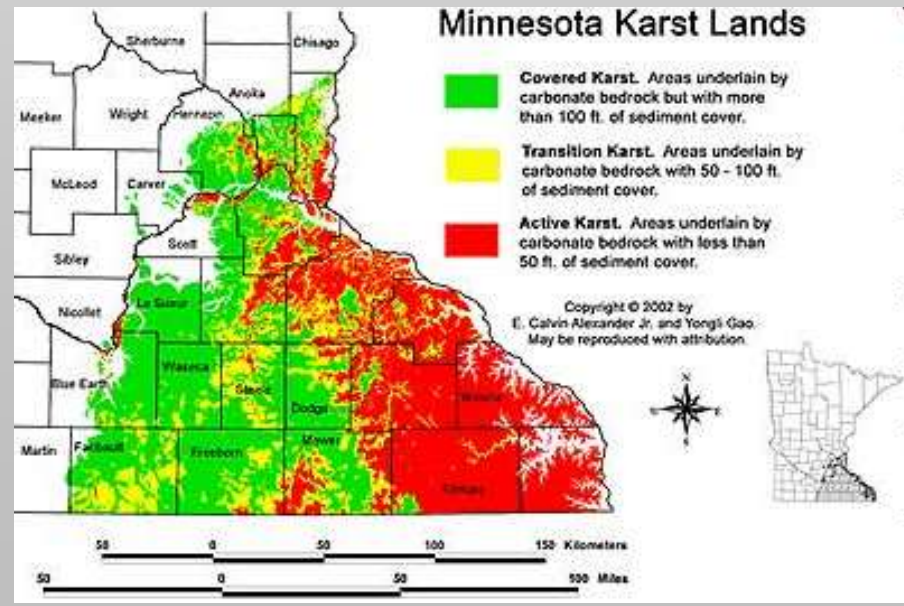 Minnesota Karst Lands
Covered Karst. Areas underlain by
carbonate bedrock but with more
than 100 ft. of sediment cover.
Transition Karst. Areas underlain by
carbonate bedrock with 50 - 100 ft.
of sediment cover.
Active Karst. Areas underlain by
carbonate bedrock with less than
50 ft. of sediment cover.
Copyright © 2002 by
E. Calvin Alexander Jr. and Yongli Gao.
May be reproduced with attribution.
Sherburne
Chisago
Anoka
Meeker
Wright
Hennepin
McLeod
Carver
Scott
Sibley
Nicollet
Le Sueur
Blue Earth
Waseca
Steele
Dodge
Winona
Martin
Faribault
Freeborn
Mower
N
50 0 50 100 150 Kilometers
50 0 50 100 Miles